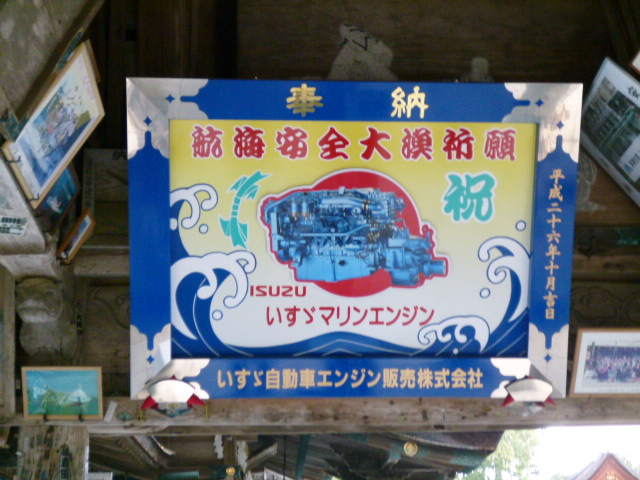 奉納
航海安全大漁祈願
祝
ISUZU
いすゞマリンエンジン
平成二十六年十月吉日
いすゞ自動車エンジン販売株式会社